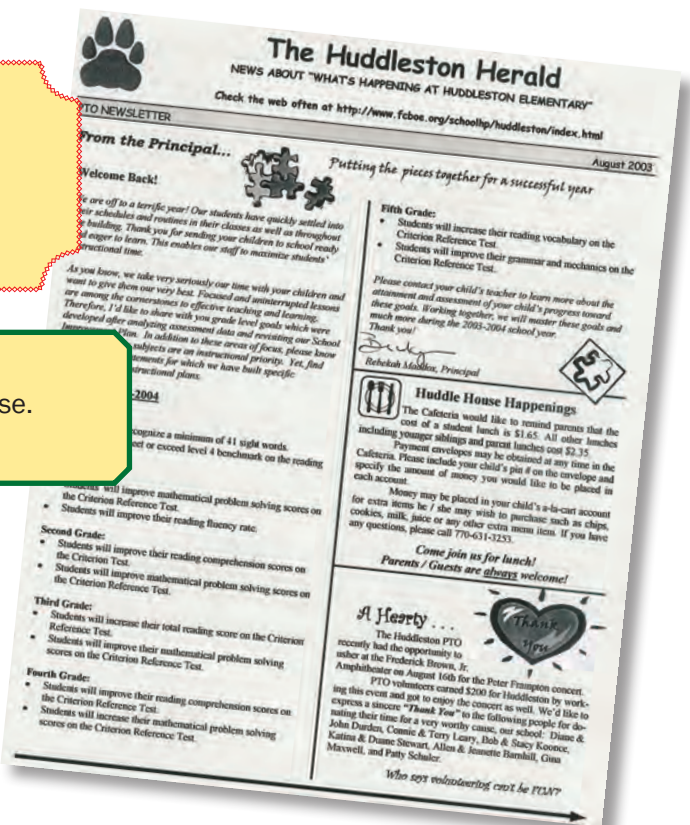 The Huddleston Herald
NEWS ABOUT "WHAT'S HAPPENING AT HUDDLESTON ELEMENTARY"
Check the web often at http://www.fcboe.org/schoolhp/huddleston/index.html
PTO NEWSLETTER
August 2003
From the Principal...
Putting the pieces together for a successful year
Welcome Back!
are off to a terrific year! Our students have quickly settled into
their schedules and routines in their classes as well as throughout
building. Thank you for sending your children to school ready
eager to learn. This enables our staff to maximize students'
instructional time.
As you know, we take very seriously our time with your children and
want to give them our very best. Focused and uninterrupted lessons
are among the cornerstones to effective teaching and learning.
Therefore, I'd like to share with you grade level goals which were
developed after analyzing assessment data and revisiting our School
Plan. In addition to these areas of focus, please know
subjects are an instructional priority. Yet, find
tements for which we have built specific
structional plans.
se.
-2004
cognize a minimum of 41 sight words.
eet or exceed level 4 benchmark on the reading
Students will improve mathematical problem solving scores on
the Criterion Reference Test.
• Students will improve their reading fluency rate.
Second Grade:
• Students will improve their reading comprehension scores on
the Criterion Test.
• Students will improve mathematical problem solving scores on
the Criterion Reference Test.
Third Grade:
• Students will increase their total reading score on the Criterion
Reference Test.
• Students will improve their mathematical problem solving
scores on the Criterion Reference Test.
Fourth Grade:
• Students will improve their reading comprehension scores on
the Criterion Reference Test.
• Students will increase their mathematical problem solving
scores on the Criterion Reference Test.
Fifth Grade:
• Students will increase their reading vocabulary on the
Criterion Reference Test.
• Students will improve their grammar and mechanics on the
Criterion Reference Test.
Please contact your child's teacher to learn more about the
attainment and assessment of your child's progress toward
these goals. Working together, we will master these goals and
much more during the 2003-2004 school year.
Thank you!
Becky
Rebekah Principal
Huddle House Happenings
The Cafeteria would like to remind parents that the
cost of a student lunch is $1.65. All other lunches
including younger siblings and parent lunches cost $2.35.
Payment envelopes may be obtained at any time in the
Cafeteria. Please include your child's pin # on the envelope and
specify the amount of money you would like to be placed in
each account.
Money may be placed in your child's a-la-cart account
for extra items he / she may wish to purchase such as chips,
cookies, milk, juice or any other extra menu item. If you have
any questions, please call 770-631-3253.
Come join us for lunch!
Parents / Guests are always welcome!
A Hearty . . .
Thank
You
The Huddleston PTO
recently had the opportunity to
usher at the Frederick Brown, Jr.
Amphitheater on August 16th for the Peter Frampton concert.
PTO volunteers earned $200 for Huddleston by work-
ing this event and got to enjoy the concert as well. We'd like to
express a sincere "Thank You" to the following people for do-
nating their time for a very worthy cause, our school: Diane &
John Durden, Connie & Terry Leary, Bob & Stacy Koonce,
Katina & Duane Stewart, Allen & Jeanette Barnhill, Gina
Maxwell, and Patty Schuler.
Who says volunteering can't be FUN?